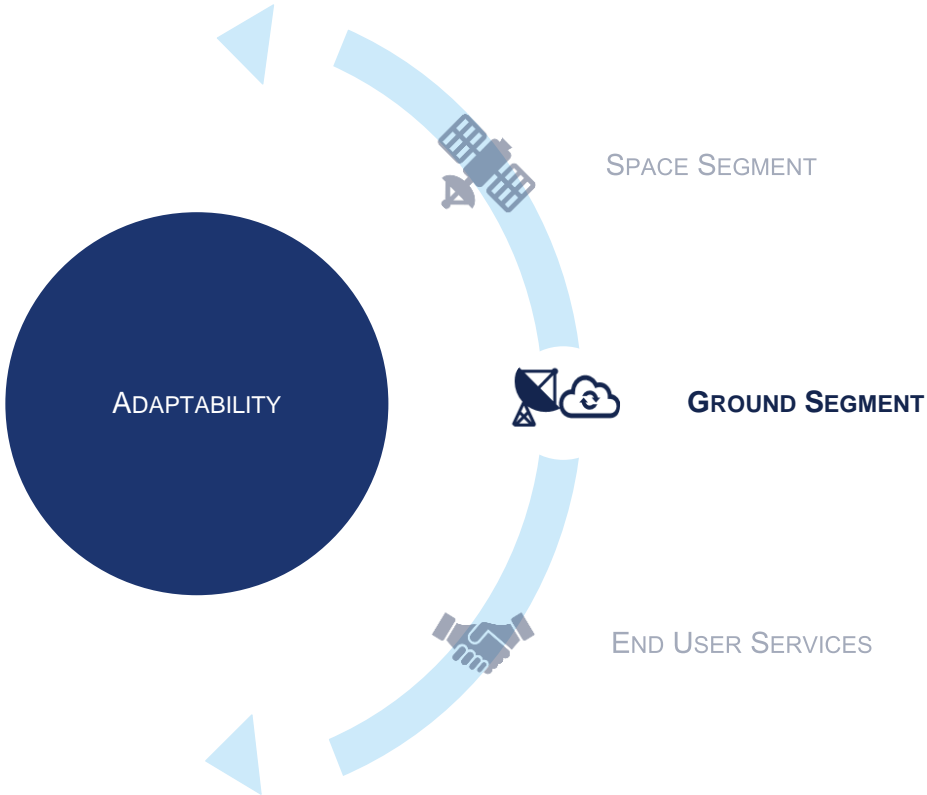 SPACE SEGMENT
ADAPTABILITY
GROUND SEGMENT
END USER SERVICES